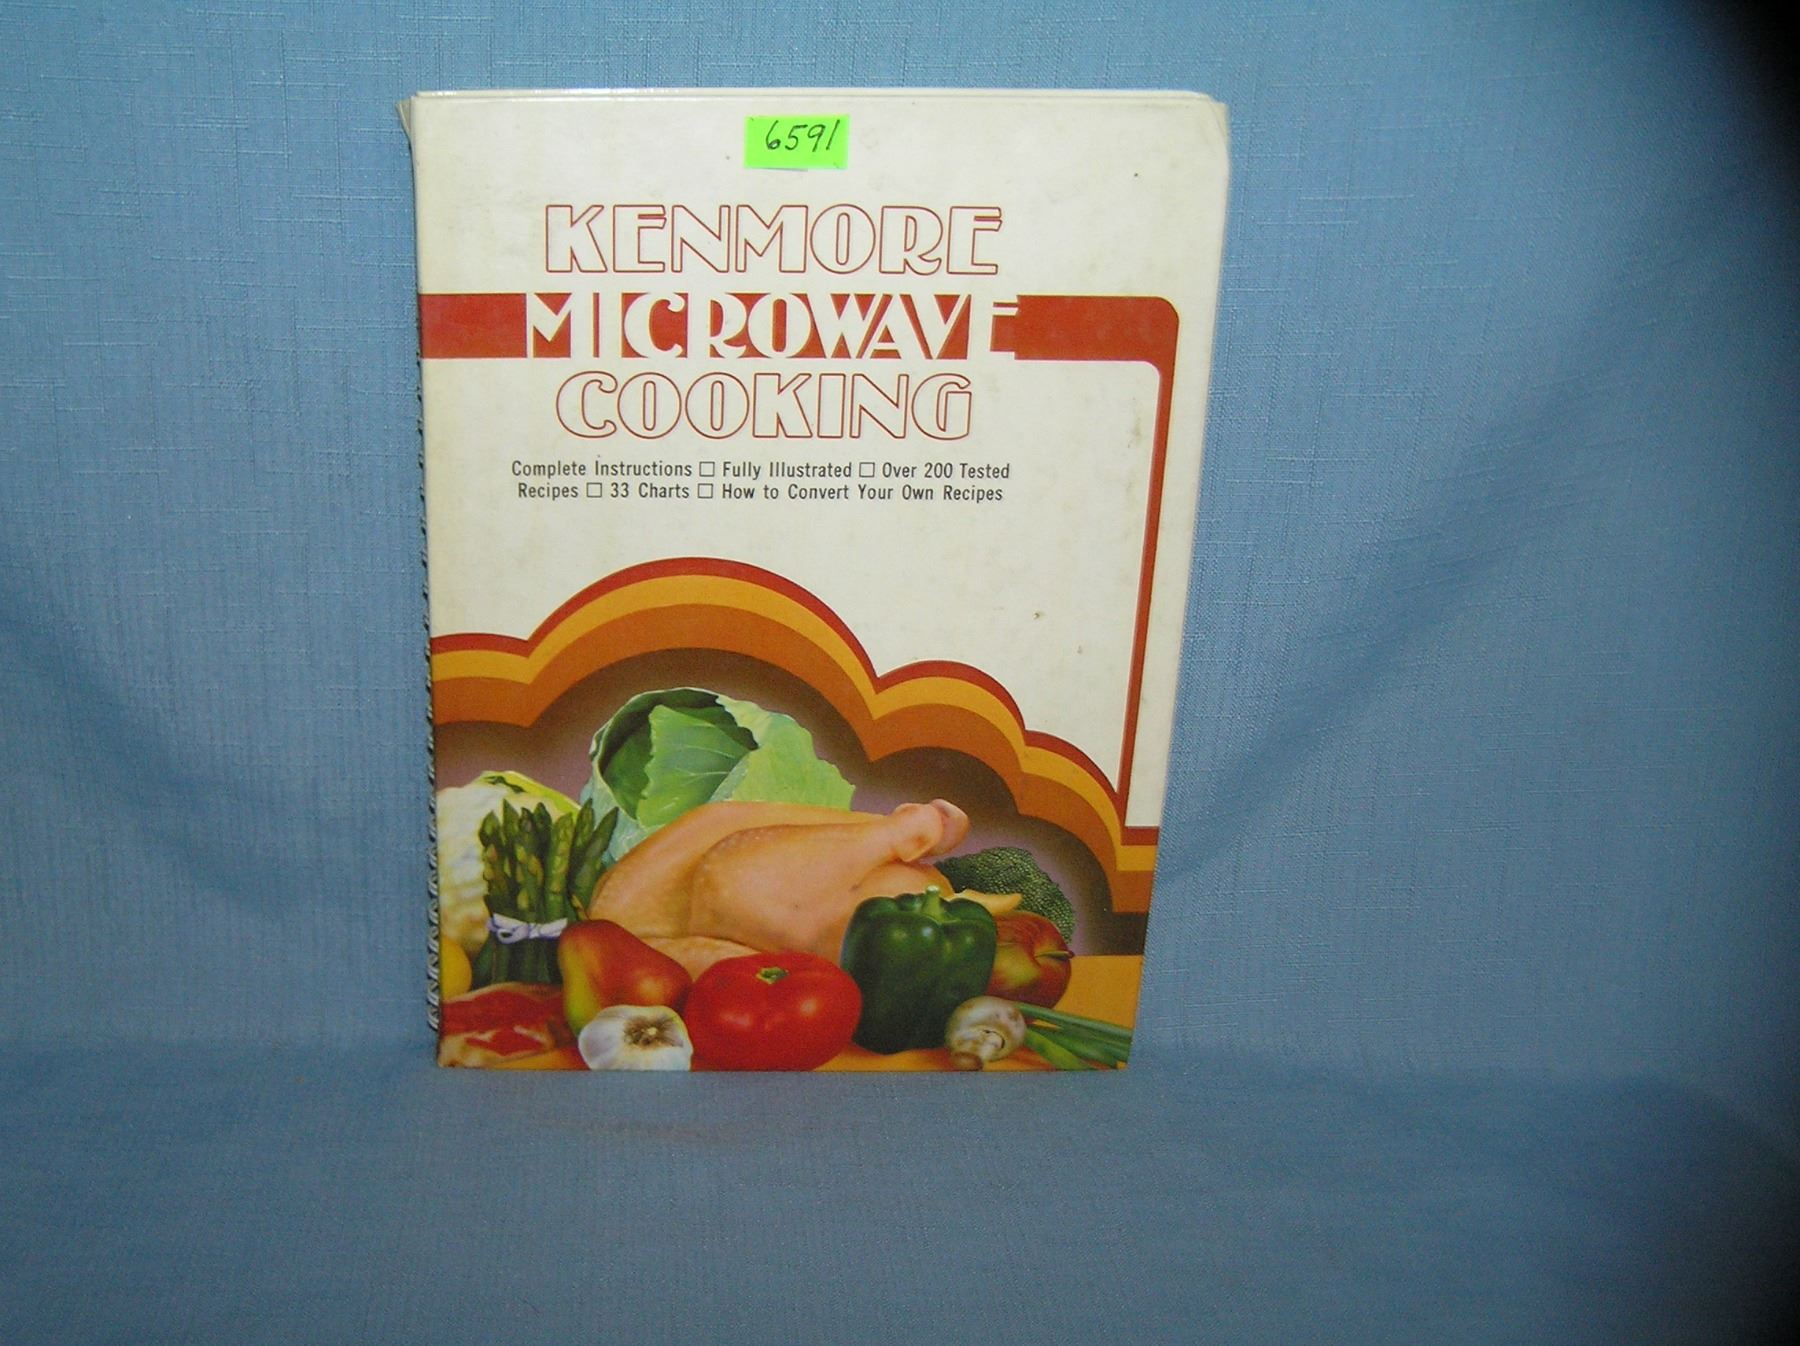 6591
KENMORE
MICROWAVE
COOKING
Complete Instructions □ Fully Illustrated □ Over 200 Tested
Recipes □ 33 Charts □ How to Convert Your Own Recipes